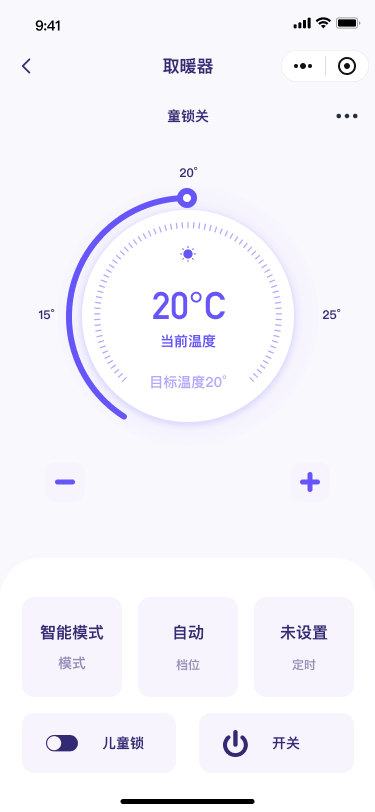 9:41
取暖器
童锁关
20°
15°
25°
20°C
当前温度
目标温度20°
智能模式
模式
自动
档位
未设置
定时
儿童锁
开关